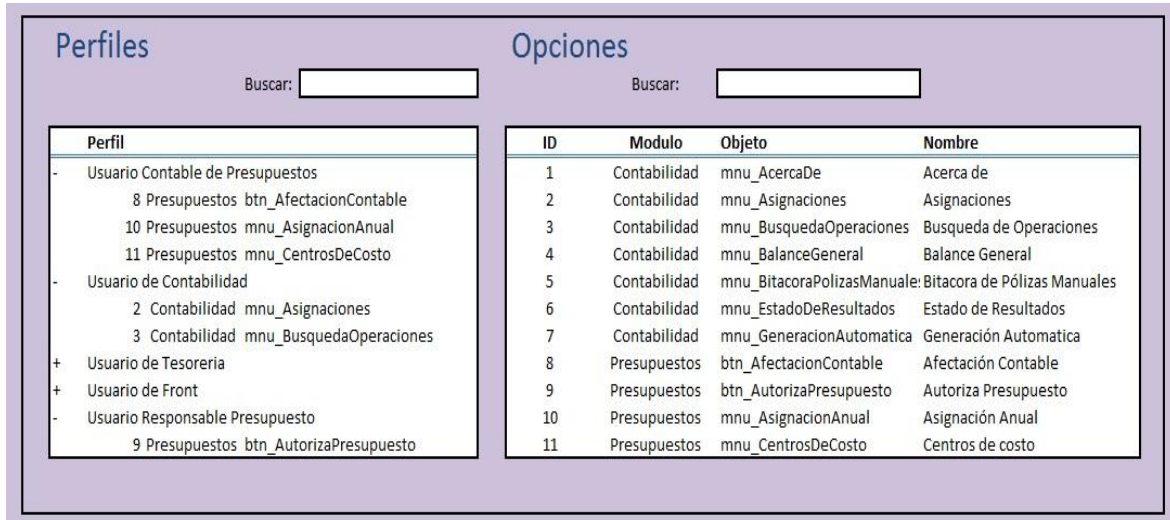 Perfiles
Buscar:
Perfil
- Usuario Contable de Presupuestos
8 Presupuestos btn_AfectacionContable
10 Presupuestos mnu_AsignacionAnual
11 Presupuestos mnu_CentrosDeCosto
- Usuario de Contabilidad
2 Contabilidad mnu_Asignaciones
3 Contabilidad mnu_BusquedaOperaciones
+ Usuario de Tesoreria
+ Usuario de Front
- Usuario Responsable Presupuesto
9 Presupuestos btn_AutorizaPresupuesto
Opciones
Buscar:
ID Modulo Objeto Nombre
1 Contabilidad mnu_AcercaDe Acerca de
2 Contabilidad mnu_Asignaciones Asignaciones
3 Contabilidad mnu_BusquedaOperaciones Busqueda de Operaciones
4 Contabilidad mnu_BalanceGeneral Balance General
5 Contabilidad mnu_BitacoraPolizasManuales Bitacora de Pólizas Manuales
6 Contabilidad mnu_EstadoDeResultados Estado de Resultados
7 Contabilidad mnu_GeneracionAutomatica Generación Automatica
8 Presupuestos btn_AfectacionContable Afectación Contable
9 Presupuestos btn_AutorizaPresupuesto Autoriza Presupuesto
10 Presupuestos mnu_AsignacionAnual Asignación Anual
11 Presupuestos mnu_CentrosDeCosto Centros de costo